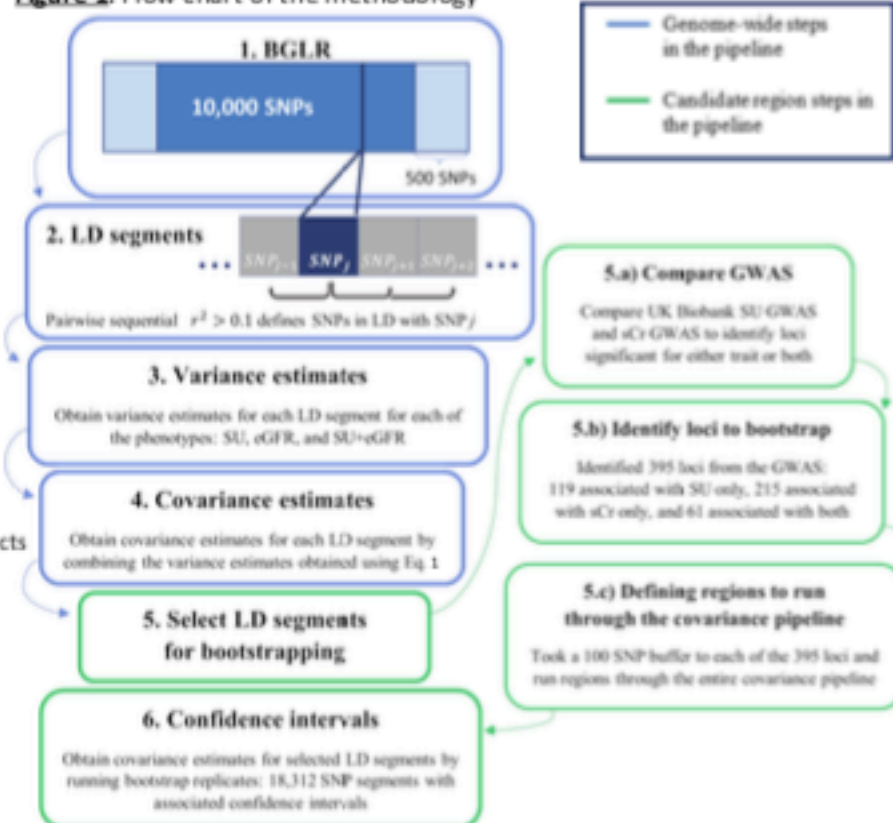 Figure 1. Flow chart of the methodology
1. BGLR
10,000 SNPs
500 SNPs
Genome-wide steps
in the pipeline
Candidate region steps in
the pipeline
2. LD segments
... SNPj-1 SNPj SNPj+1 SNPj+2 ...
Pairwise sequential r² > 0.1 defines SNPs in LD with SNP j
3. Variance estimates
Obtain variance estimates for each LD segment for each of
the phenotypes: SU, eGFR, and SU+eGFR
4. Covariance estimates
Obtain covariance estimates for each LD segment by
combining the variance estimates obtained using Eq. 1
cts
5. Select LD segments
for bootstrapping
5.a) Compare GWAS
Compare UK Biobank SU GWAS
and sCr GWAS to identify loci
significant for either trait or both
5.b) Identify loci to bootstrap
Identified 395 loci from the GWAS:
119 associated with SU only, 215 associated
with sCr only, and 61 associated with both
5.c) Defining regions to run
through the covariance pipeline
Took a 100 SNP buffer to each of the 395 loci and
run regions through the entire covariance pipeline
6. Confidence intervals
Obtain covariance estimates for selected LD segments by
running bootstrap replicates: 18,312 SNP segments with
associated confidence intervals